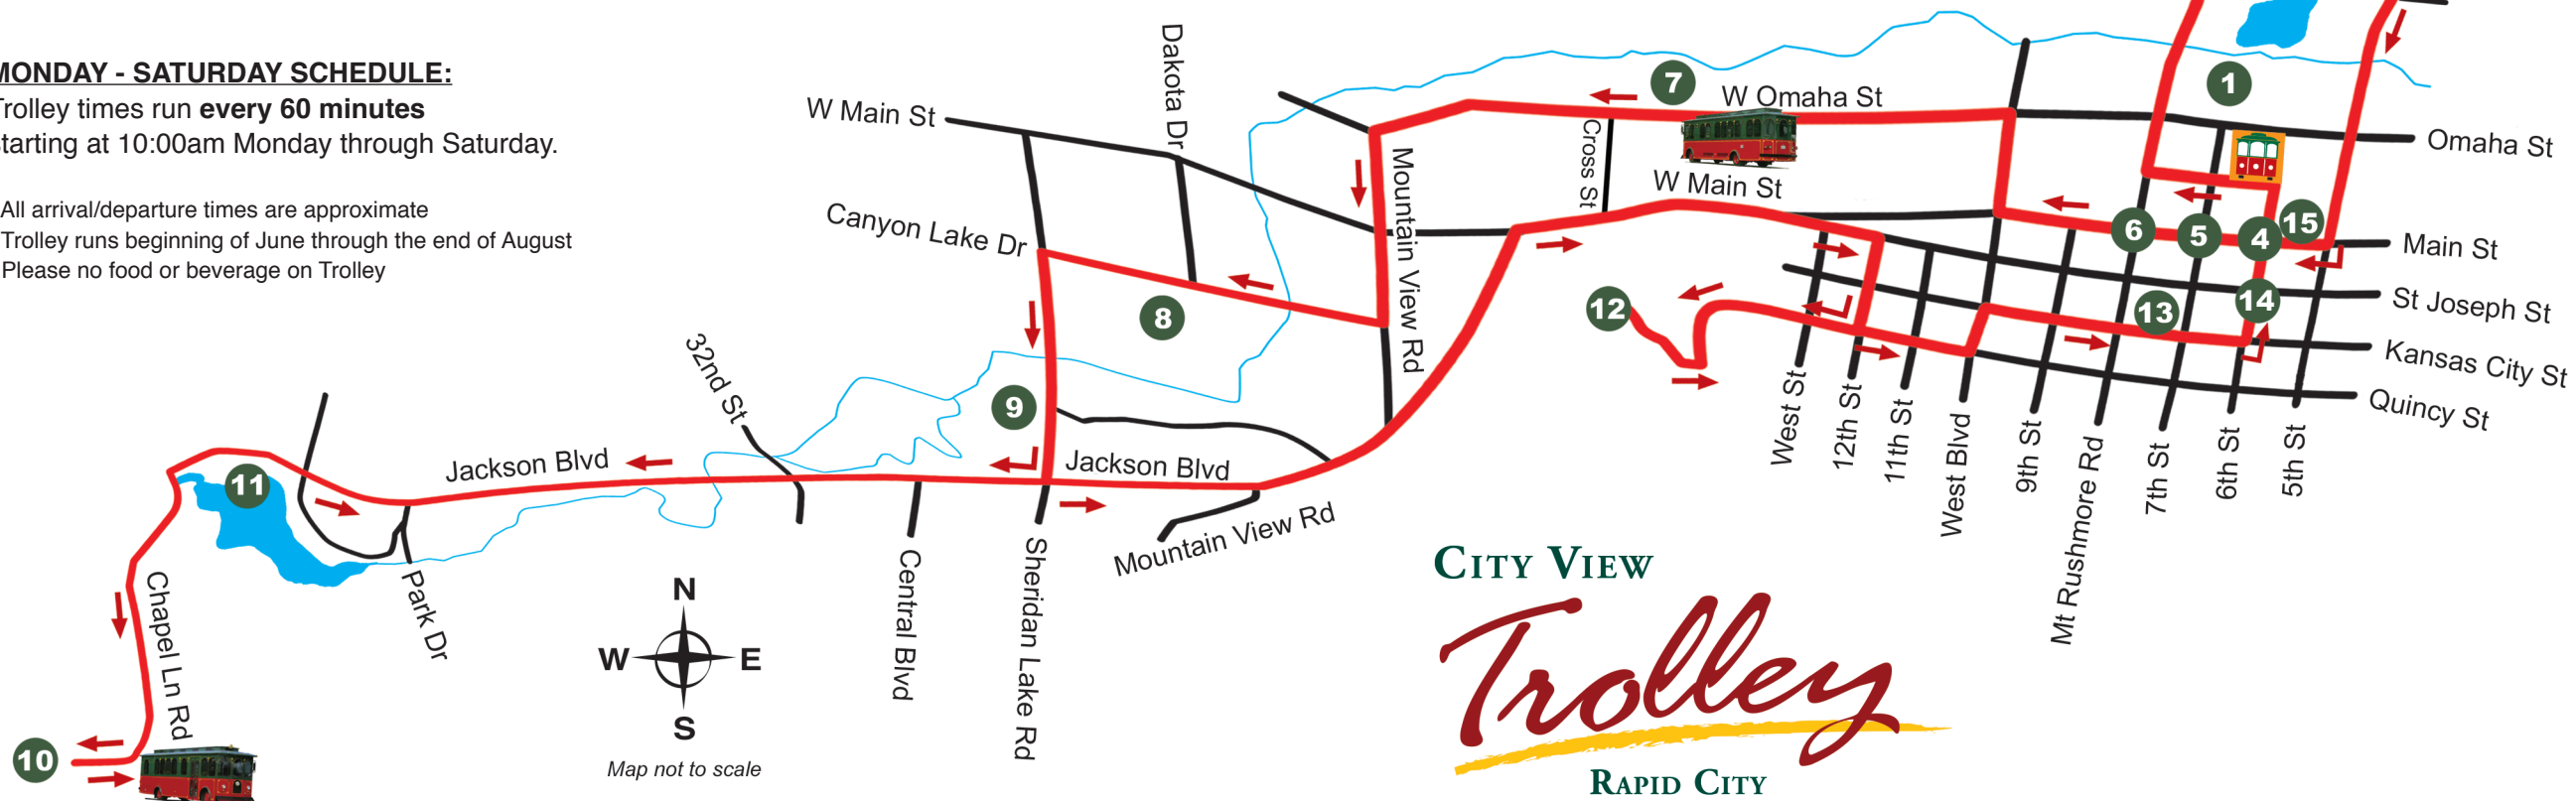 MONDAY - SATURDAY SCHEDULE:
Trolley times run every 60 minutes
starting at 10:00am Monday through Saturday.
All arrival/departure times are approximate
Trolley runs beginning of June through the end of August
Please no food or beverage on Trolley
W Main St
Dakota Dr
Canyon Lake Dr
7
W Omaha St
Cross St
W Main St
Mountain View Rd
1
Omaha St
6
5
4
15
Main St
St Joseph St
14
13
Kansas City St
Quincy St
12
8
9
32nd St
Jackson Blvd
Jackson Blvd
11
Mountain View Rd
West St
12th St
11th St
West Blvd
9th St
Mt Rushmore Rd
7th St
6th St
5th St
Chapel Ln Rd
Park Dr
Central Blvd
Sheridan Lake Rd
10
N
W
E
S
Map not to scale
City View
Trolley
Rapid City